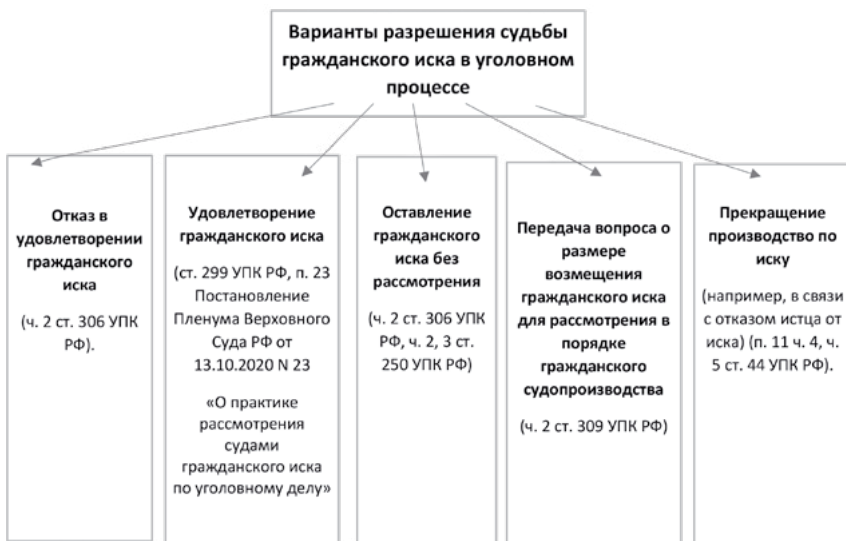 Варианты разрешения судьбы
гражданского иска в уголовном
процессе
Отказ в
удовлетворении
гражданского
иска
(ч. 2 ст. 306 УПК
РФ).
Удовлетворение
гражданского иска
(ст. 299 УПК РФ, п. 23
Постановление
Пленума Верховного
Суда РФ от
13.10.2020 N 23
«О практике
рассмотрения
судами
гражданского иска
по уголовному делу»
Оставление
гражданского
иска без
рассмотрения
(ч. 2 ст. 306 УПК
РФ, ч. 2, 3 ст.
250 УПК РФ)
Передача вопроса о
размере
возмещения
гражданского иска
для рассмотрения в
порядке
гражданского
судопроизводства
(ч. 2 ст. 309 УПК РФ)
Прекращение
производство по
иску
(например, в связи
с отказом истца от
иска) (п. 11 ч. 4, ч.
5 ст. 44 УПК РФ).